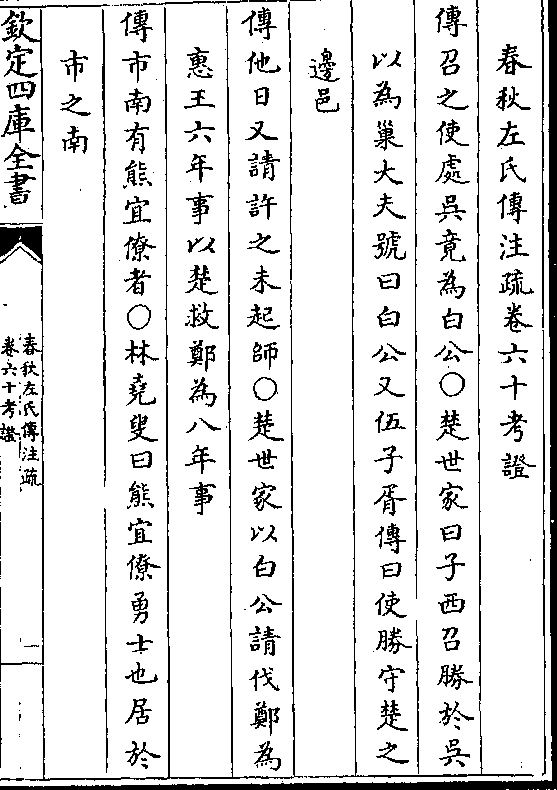 春秋左氏傳注疏卷六十考證
傳召之使處吳竟為白公○楚世家曰子西召勝於吳
以為巢大夫號曰白公又伍子胥傳曰使勝守楚之
邊邑
傳他日又請許之未起師○楚世家以白公請伐鄭為
惠王六年事以楚救鄭為八年事
傳市南有熊宜僚者○林堯叟曰熊宜僚勇士也居於
市之南
欽定四庫全書
春秋左氏傳注疏
卷六十考證
一